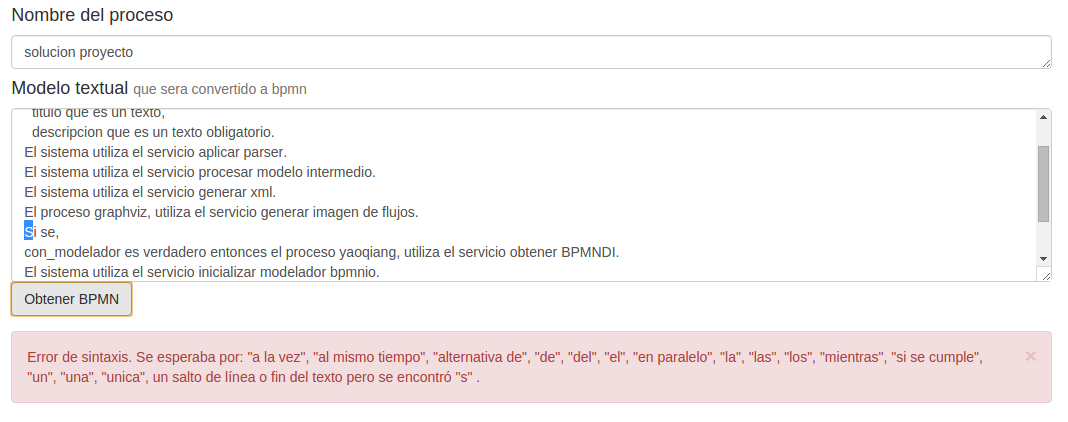 Nombre del proceso
solucion proyecto
Modelo textual que sera convertido a bpmn
titulo que es un texto,
descripcion que es un texto obligatorio.
El sistema utiliza el servicio aplicar parser.
El sistema utiliza el servicio procesar modelo intermedio.
El sistema utiliza el servicio generar xml.
El proceso graphviz, utiliza el servicio generar imagen de flujos.
Si se,
con_modelador es verdadero entonces el proceso yaoqiang, utiliza el servicio obtener BPMNDI.
El sistema utiliza el servicio inicializar modelador bpmnio.
Obtener BPMN
Error de sintaxis. Se esperaba por: "a la vez", "al mismo tiempo", "alternativa de", "de", "del", "el", "en paralelo", "la", "las", "los", "mientras", "si se cumple", ×
"un", "una", "unica", un salto de línea o fin del texto pero se encontró "s" .